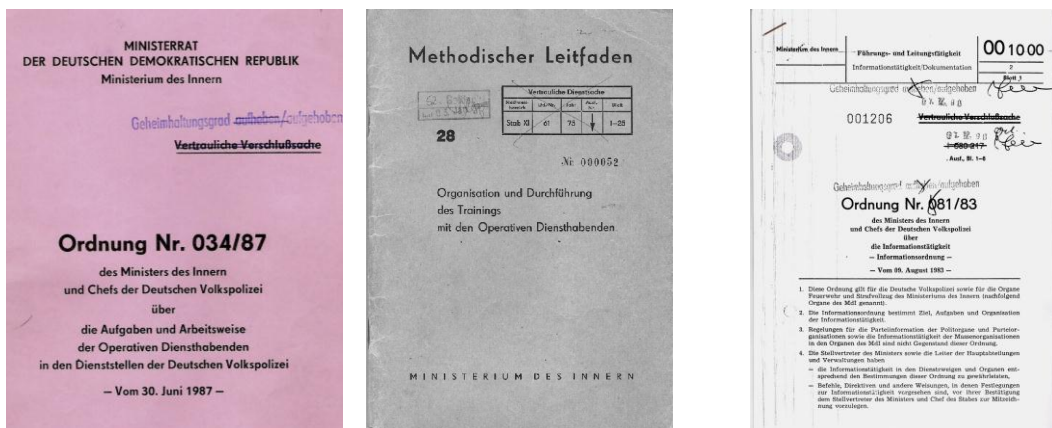 MINISTERRAT
DER DEUTSCHEN DEMOKRATISCHEN REPUBLIK
Ministerium des Innern
Geheimhaltungsgrad aufhoben/aufgehoben
Vertrauliche Verschlußsache
Ordnung Nr. 034/87
des Ministers des Innern
und Chefs der Deutschen Volkspolizei
über
die Aufgaben und Arbeitsweise
der Operativen Diensthabenden
in den Dienststellen der Deutschen Volkspolizei
— Vom 30. Juni 1987 —
Methodischer Leitfaden
Vertrauliche Dienstsache
Stab XI 61 75 1–25
28
Nr. 000052
Organisation und Durchführung
des Trainings
mit den Operativen Diensthabenden
MINISTERIUM DES INNERN
Ministerium des Innern
Führungs- und Leitungstätigkeit
Informationstätigkeit/Dokumentation
001000
2
Blatt 1
Geheimhaltungsgrad /aufgehoben
001206
Vertrauliche Verschlußsache
I 080 217
. Ausf., Bl. 1–6
Geheimhaltungsgrad /aufgehoben
Ordnung Nr. 081/83
des Ministers des Innern
und Chefs der Deutschen Volkspolizei
über
die Informationstätigkeit
— Informationsordnung —
— Vom 09. August 1983 —
1. Diese Ordnung gilt für die Deutsche Volkspolizei sowie für die Organe
Feuerwehr und Strafvollzug des Ministeriums des Innern (nachfolgend
Organe des MdI genannt).
2. Die Informationsordnung bestimmt Ziel, Aufgaben und Organisation
der Informationstätigkeit.
3. Regelungen für die Parteiinformation der Politorgane und Parteior-
ganisationen sowie die Informationstätigkeit der Massenorganisationen
in den Organen des MdI sind nicht Gegenstand dieser Ordnung.
4. Die Stellvertreter des Ministers sowie die Leiter der Hauptabteilungen
und Verwaltungen haben
— die Informationstätigkeit in den Dienstzweigen und Organen ent-
sprechend den Bestimmungen dieser Ordnung zu gewährleisten,
— Befehle, Direktiven und andere Weisungen, in denen Festlegungen
zur Informationstätigkeit vorgesehen sind, vor ihrer Bestätigung
dem Stellvertreter des Ministers und Chef des Stabes zur Mitzeich-
nung vorzulegen.